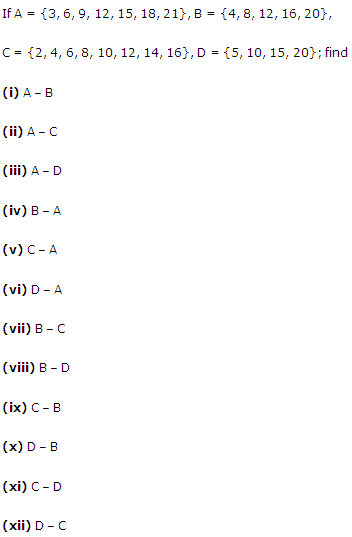 If A = {3, 6, 9, 12, 15, 18, 21}, B = {4, 8, 12, 16, 20},
C = {2, 4, 6, 8, 10, 12, 14, 16}, D = {5, 10, 15, 20}; find
(i) A – B
(ii) A – C
(iii) A – D
(iv) B – A
(v) C – A
(vi) D – A
(vii) B – C
(viii) B – D
(ix) C – B
(x) D – B
(xi) C – D
(xii) D – C